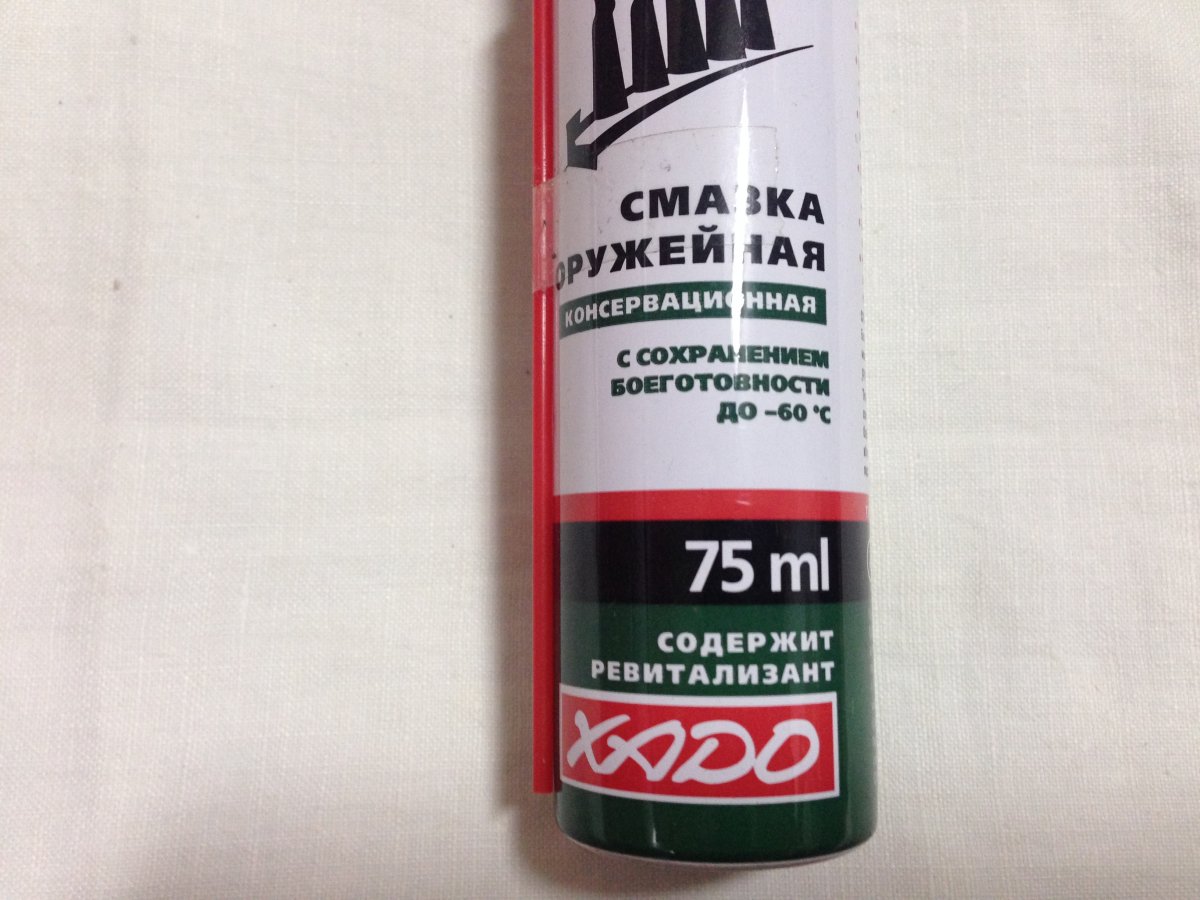 СМАЗКА
ОРУЖЕЙНАЯ
КОНСЕРВАЦИОННАЯ
С СОХРАНЕНИЕМ
БОЕГОТОВНОСТИ
ДО –60 °С
75 ml
СОДЕРЖИТ
РЕВИТАЛИЗАНТ
XADO